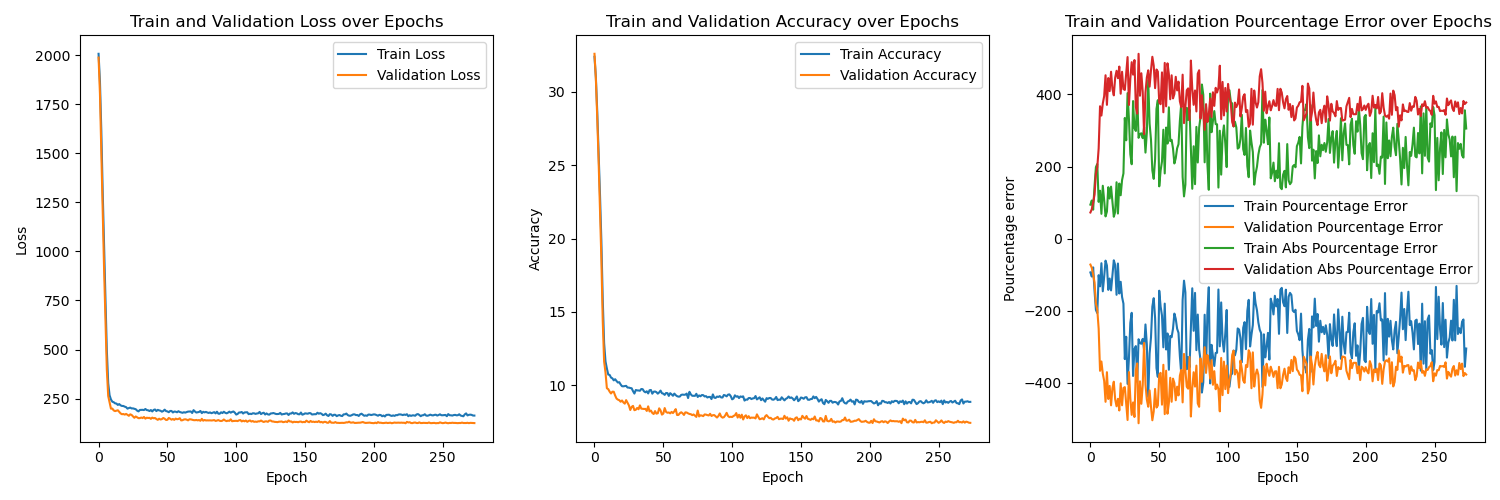 Train and Validation Loss over Epochs
Train Loss
Validation Loss
2000
1750
1500
1250
1000
750
500
250
Loss
0
50
100
150
200
250
Epoch
Train and Validation Accuracy over Epochs
Train Accuracy
Validation Accuracy
30
25
20
15
10
Accuracy
0
50
100
150
200
250
Epoch
Train and Validation Pourcentage Error over Epochs
400
200
0
−200
−400
Pourcentage error
Train Pourcentage Error
Validation Pourcentage Error
Train Abs Pourcentage Error
Validation Abs Pourcentage Error
0
50
100
150
200
250
Epoch